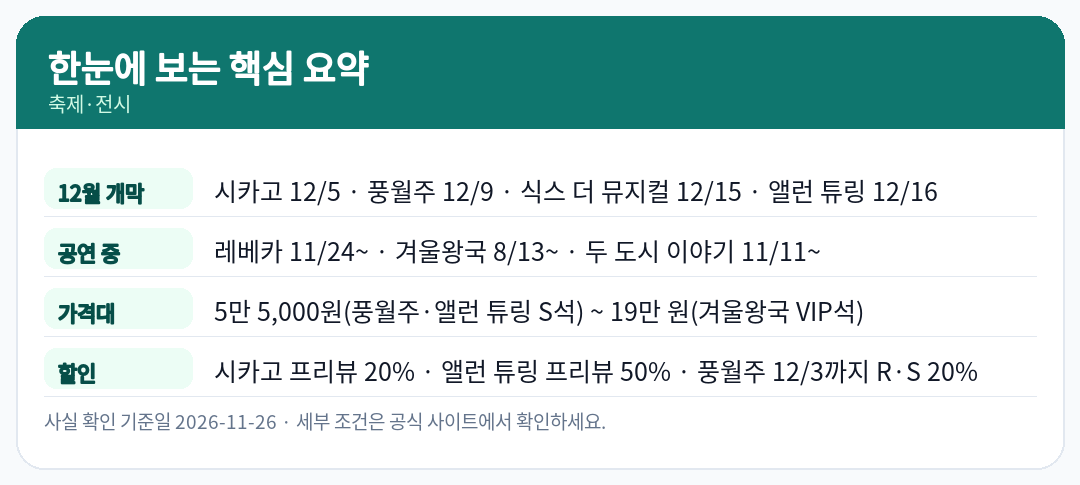 한눈에 보는 핵심 요약
축제·전시
12월 개막 시카고 12/5 · 풍월주 12/9 · 식스 더 뮤지컬 12/15 · 앨런 튜링 12/16
공연 중 레베카 11/24~ · 겨울왕국 8/13~ · 두 도시 이야기 11/11~
가격대 5만 5,000원(풍월주·앨런 튜링 S석) ~ 19만 원(겨울왕국 VIP석)
할인 시카고 프리뷰 20% · 앨런 튜링 프리뷰 50% · 풍월주 12/3까지 R·S 20%
사실 확인 기준일 2026-11-26 · 세부 조건은 공식 사이트에서 확인하세요.